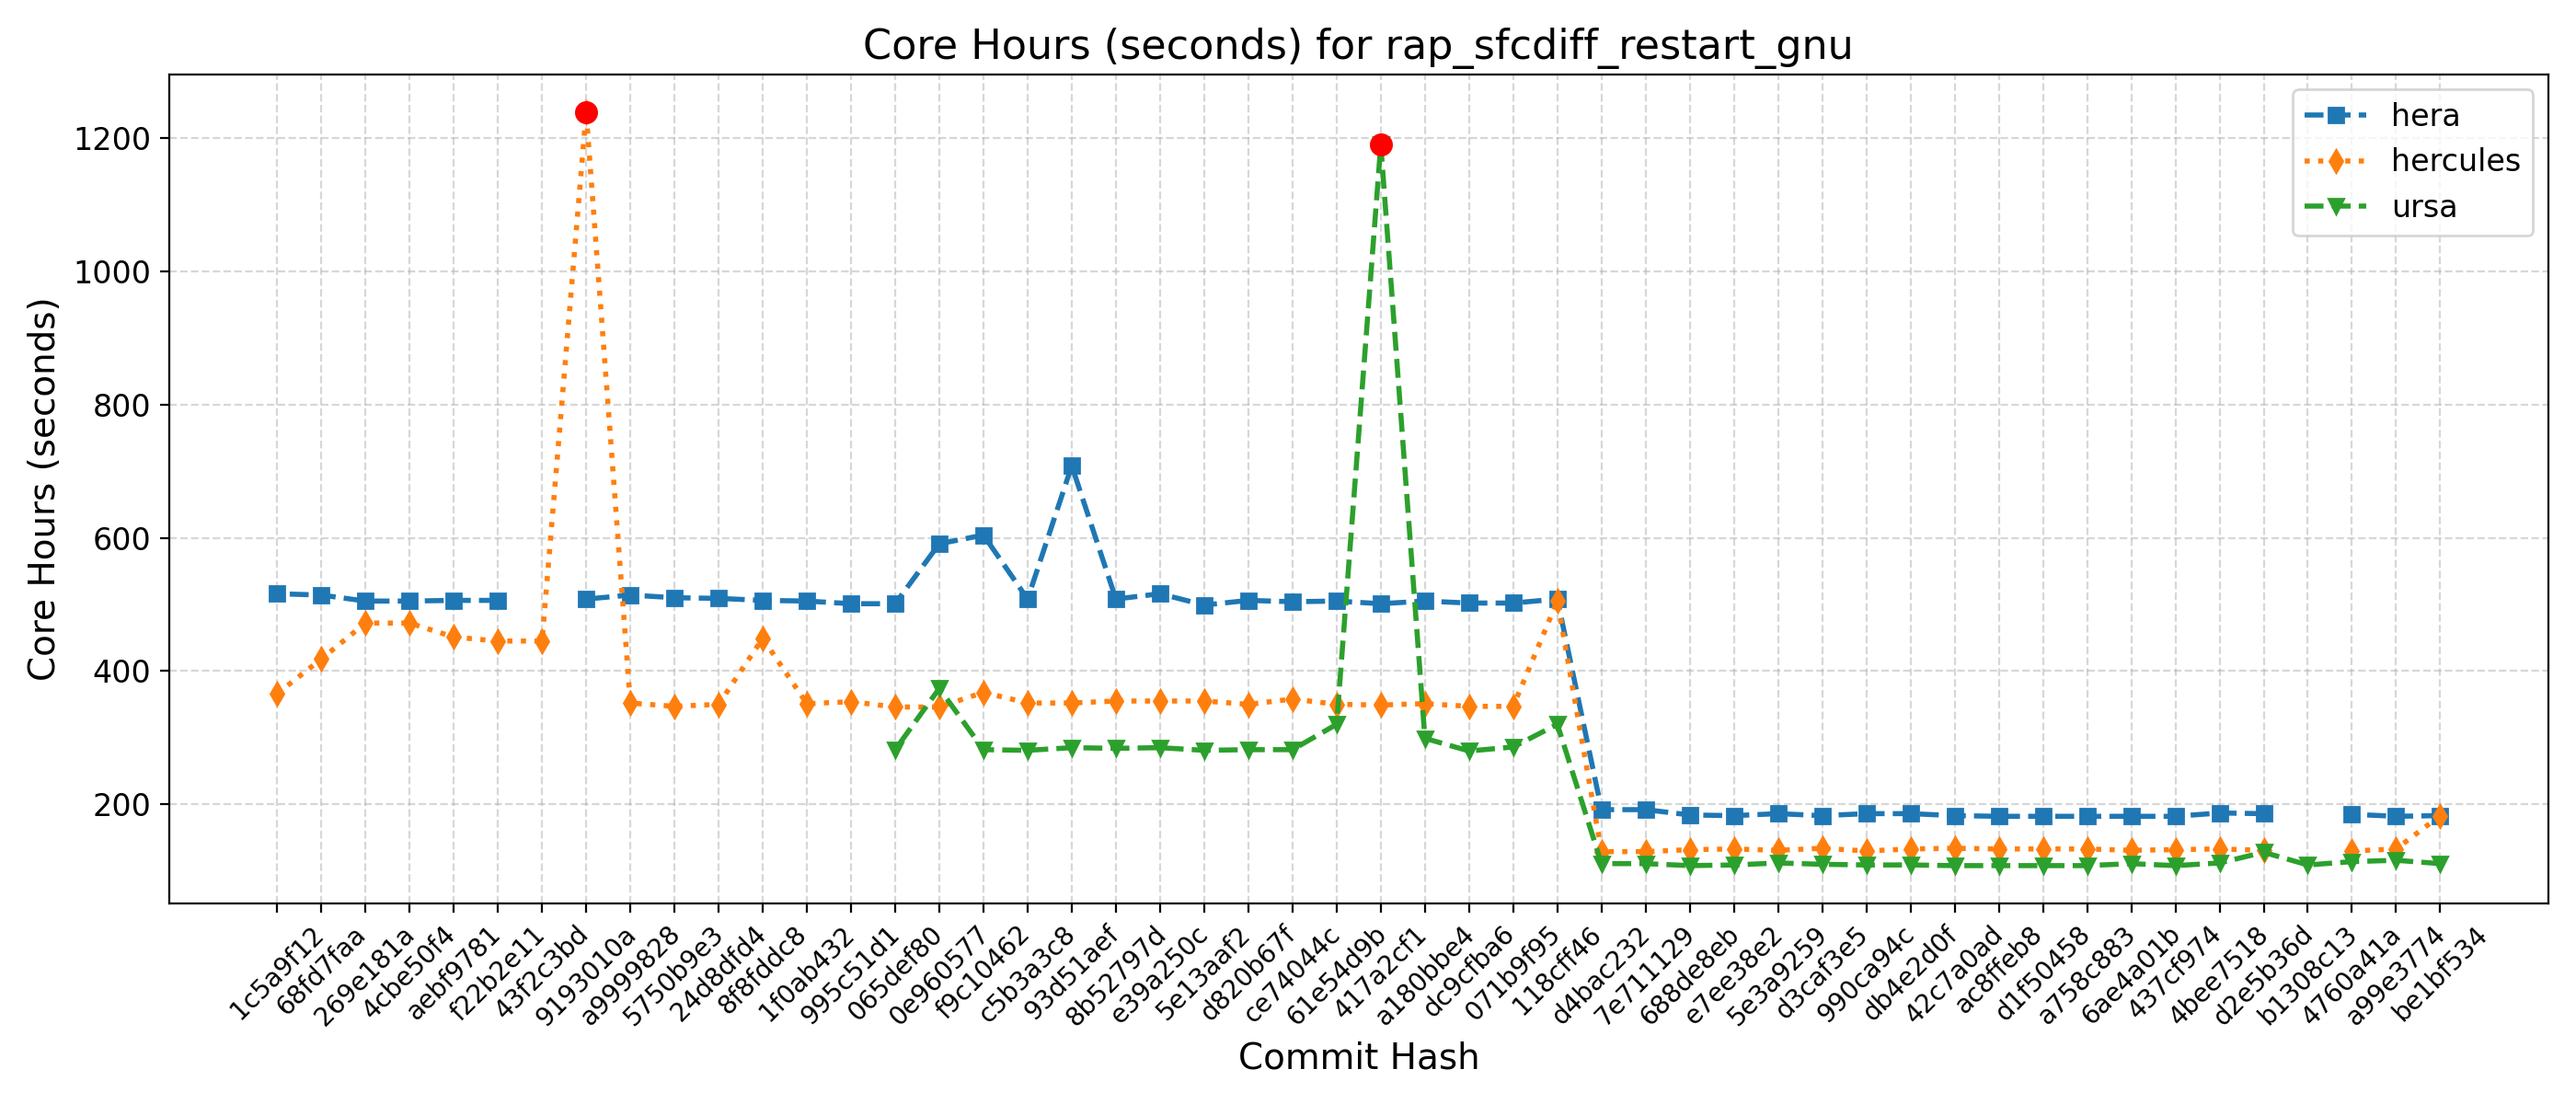 Core Hours (seconds) for rap_sfcdiff_restart_gnu
Core Hours (seconds)
1200
1000
800
600
400
200
hera
hercules
ursa
1c5a9f12
68fd7faa
269e181a
4cbe50f4
aebf9781
f22b2e11
43f2c3bd
9193010a
a9999828
5750b9e3
24d8dfd4
8f8fddc8
1f0ab432
995c51d1
065def80
0e960577
f9c10462
c5b3a3c8
93d51aef
8b52797d
e39a250c
5e13aaf2
d820b67f
ce74044c
61e54d9b
417a2cf1
a180bbe4
dc9cfba6
071b9f95
118cff46
d4bac232
7e711129
688de8eb
e7ee38e2
5e3a9259
d3caf3e5
990ca94c
db4e2d0f
42c7a0ad
ac8ffeb8
d1f50458
a758c883
6ae4a01b
437cf974
4bee7518
d2e5b36d
b1308c13
4760a41a
a99e3774
be1bf534
Commit Hash